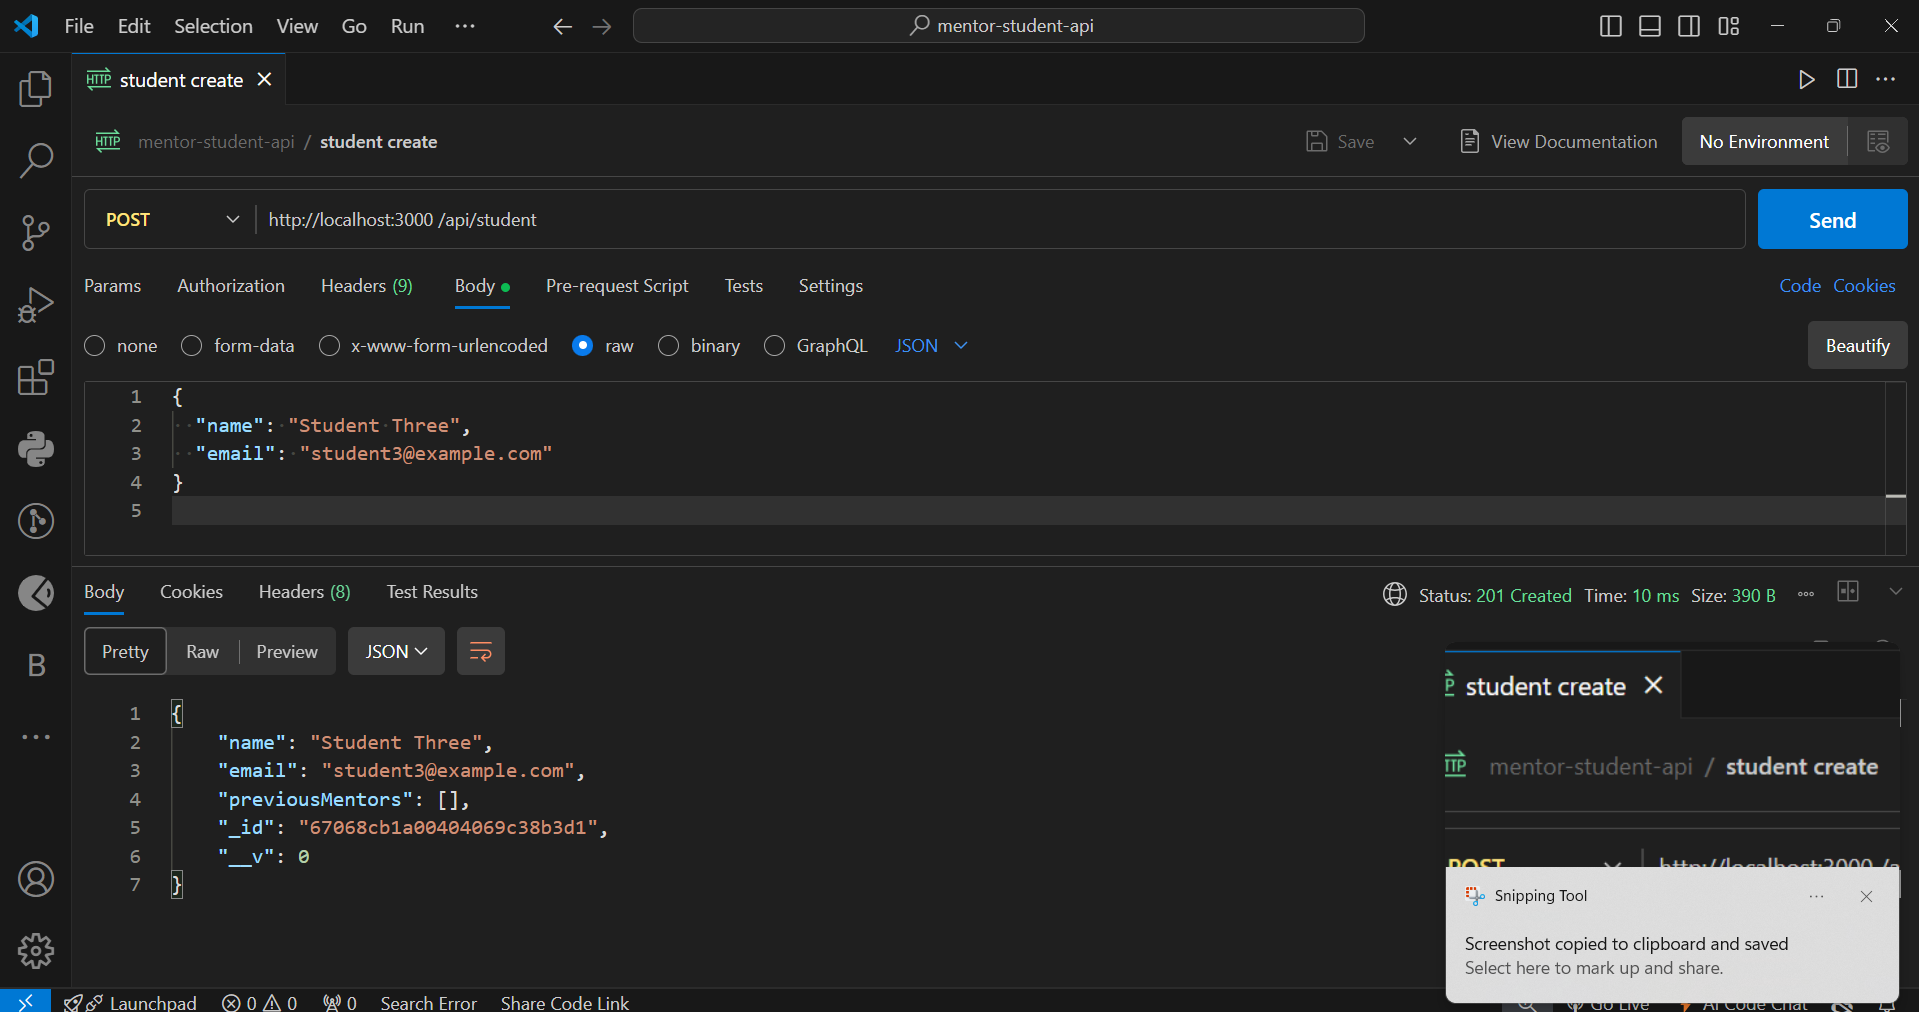 File Edit Selection View Go Run ··· mentor-student-api
HTTP student create
HTTP mentor-student-api / student create Save View Documentation No Environment
POST http://localhost:3000 /api/student Send
Params Authorization Headers (9) Body Pre-request Script Tests Settings Code Cookies
none form-data x-www-form-urlencoded raw binary GraphQL JSON Beautify
1 {
2 "name": "Student Three",
3 "email": "student3@example.com"
4 }
5
Body Cookies Headers (8) Test Results Status: 201 Created Time: 10 ms Size: 390 B
Pretty Raw Preview JSON
1 {
2 "name": "Student Three",
3 "email": "student3@example.com",
4 "previousMentors": [],
5 "_id": "67068cb1a00404069c38b3d1",
6 "__v": 0
7 }
student create
mentor-student-api / student create
POST http://localhost:3000 /a
Snipping Tool
Screenshot copied to clipboard and saved
Select here to mark up and share.
B
Launchpad 0 0 0 Search Error Share Code Link Go Live AI Code Chat